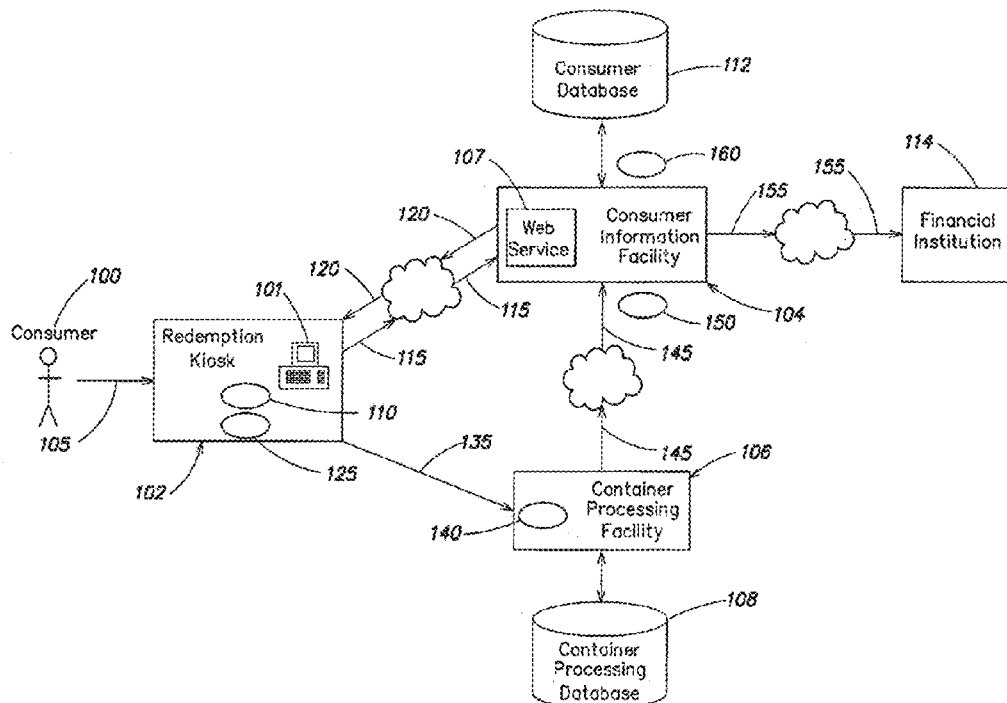 Consumer
Database
112
107
160
114
120
Web
Service
Consumer
Information
Facility
155
155
Financial
Institution
100
120
101
115
150
104
Consumer
Redemption
Kiosk
115
145
110
105
135
145
106
102
125
140
Container
Processing
Facility
108
Container
Processing
Database